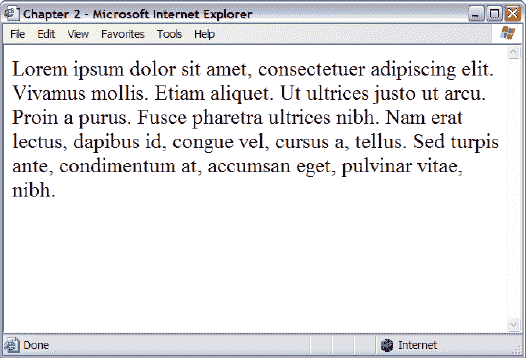 Chapter 2 - Microsoft Internet Explorer
File Edit View Favorites Tools Help
Lorem ipsum dolor sit amet, consectetuer adipiscing elit.
Vivamus mollis. Etiam aliquet. Ut ultrices justo ut arcu.
Proin a purus. Fusce pharetra ultrices nibh. Nam erat
lectus, dapibus id, congue vel, cursus a, tellus. Sed turpis
ante, condimentum at, accumsan eget, pulvinar vitae,
nibh.
Done Internet